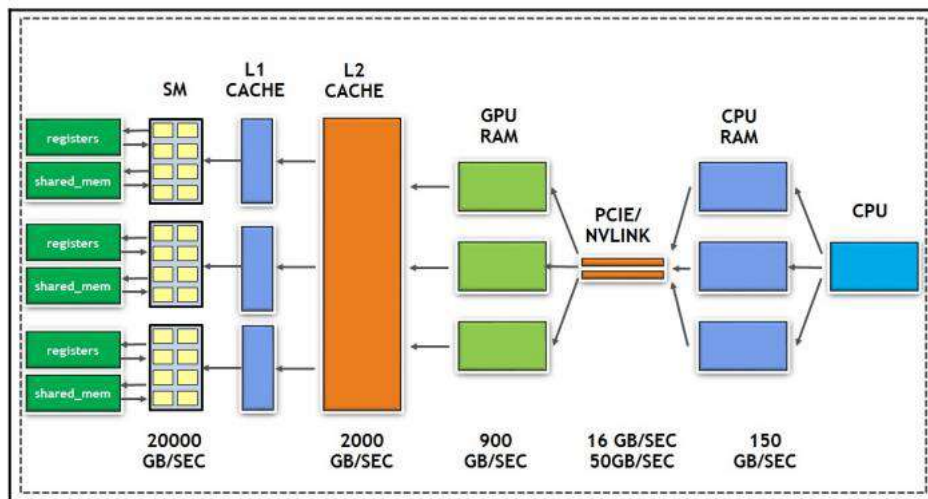 SM
L1
CACHE
L2
CACHE
GPU
RAM
PCIE/
NVLINK
CPU
RAM
CPU
registers
shared_mem
registers
shared_mem
registers
shared_mem
20000
GB/SEC
2000
GB/SEC
900
GB/SEC
16 GB/SEC
50GB/SEC
150
GB/SEC